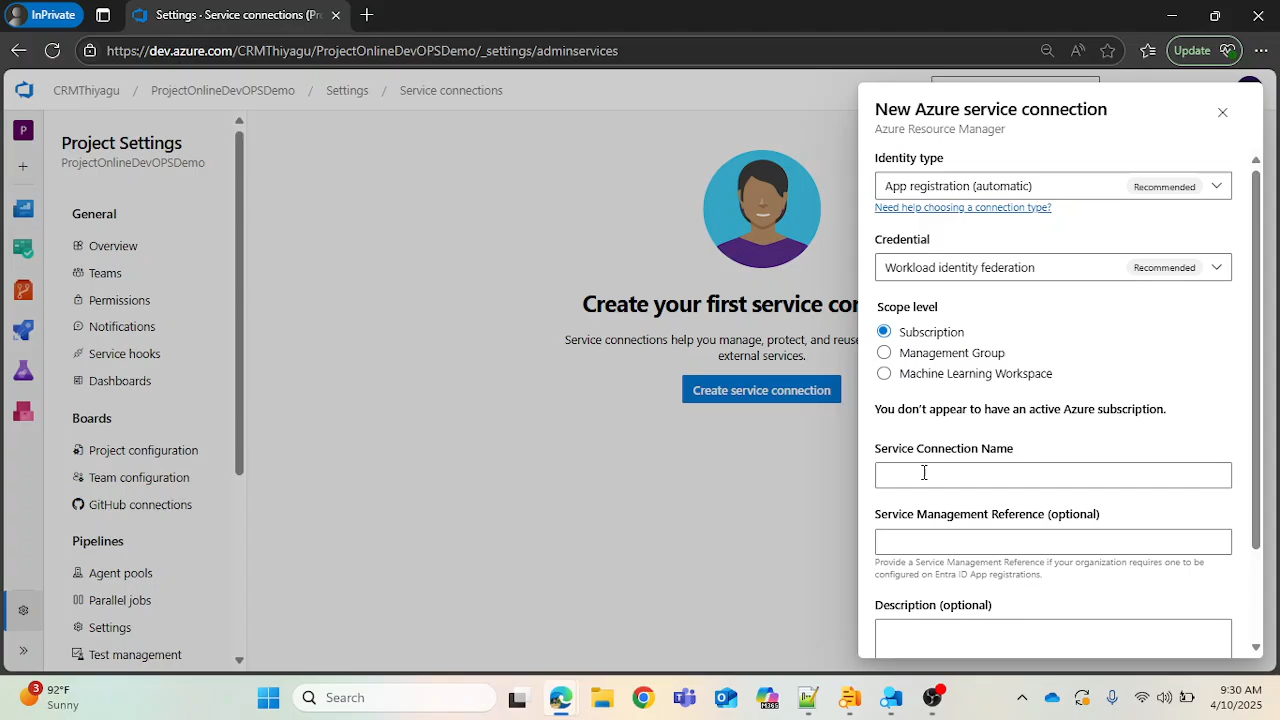 InPrivate
Settings - Service connections (Pr
https://dev.azure.com/CRMThiyagu/ProjectOnlineDevOPSDemo/_settings/adminservices
Update
CRMThiyagu / ProjectOnlineDevOPSDemo / Settings / Service connections
P
Project Settings
ProjectOnlineDevOPSDemo
General
Overview
Teams
Permissions
Notifications
Service hooks
Dashboards
Boards
Project configuration
Team configuration
GitHub connections
Pipelines
Agent pools
Parallel jobs
Settings
Test management
Create your first service con
Service connections help you manage, protect, and reuse
external services.
Create service connection
New Azure service connection
Azure Resource Manager
Identity type
App registration (automatic) Recommended
Need help choosing a connection type?
Credential
Workload identity federation Recommended
Scope level
Subscription
Management Group
Machine Learning Workspace
You don't appear to have an active Azure subscription.
Service Connection Name
Service Management Reference (optional)
Provide a Service Management Reference if your organization requires one to be
configured on Entra ID App registrations.
Description (optional)
3
92°F
Sunny
Search
9:30 AM
4/10/2025